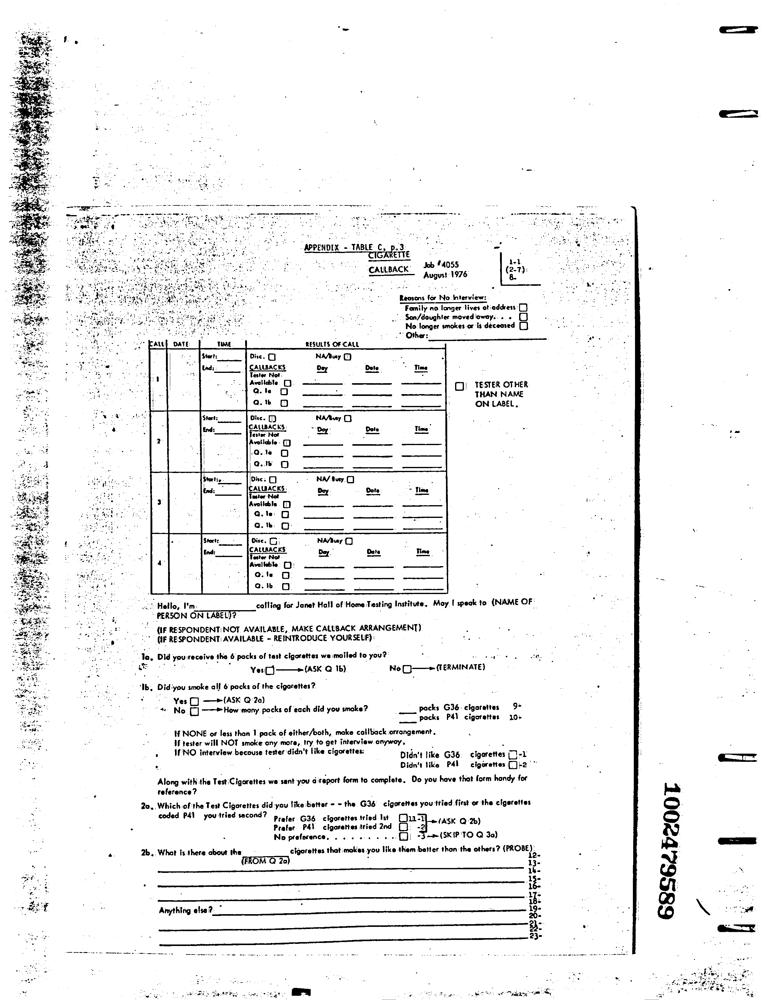 APPENDIX - TABLE C, p.3
CIGARETTE
CALLBACK
Job #4055
August 1976
1-1
(2-7)
8-
Reasons for No Interview:
Family no longer lives at address
Son/daughter moved away. . .
No longer smokes or is deceased
Other:
CALL DATE TIME RESULTS OF CALL
1
Start: Disc. NA/Busy
End: CALLBACKS Day Date Time
Tester Not
Available
Q. 1a
Q. 1b
TESTER OTHER
THAN NAME
ON LABEL.
2
Start: Disc. NA/Busy
End: CALLBACKS Day Date Time
Tester Not
Available
Q. 1a
Q. 1b
3
Start: Disc. NA/Busy
End: CALLBACKS Day Date Time
Tester Not
Available
Q. 1a
Q. 1b
4
Start: Disc. NA/Busy
End: CALLBACKS Day Date Time
Tester Not
Available
Q. 1a
Q. 1b
Hello, I'm calling for Janet Hall of Home Testing Institute. May I speak to (NAME OF
PERSON ON LABEL)?
(IF RESPONDENT NOT AVAILABLE, MAKE CALLBACK ARRANGEMENT)
(IF RESPONDENT AVAILABLE - REINTRODUCE YOURSELF)
1a. Did you receive the 6 packs of test cigarettes we mailed to you?
Yes (ASK Q 1b) No (TERMINATE)
1b. Did you smoke all 6 packs of the cigarettes?
Yes (ASK Q 2a)
No How many packs of each did you smoke? packs G36 cigarettes 9-
packs P41 cigarettes 10-
If NONE or less than 1 pack of either/both, make callback arrangement.
If tester will NOT smoke any more, try to get interview anyway.
If NO interview because tester didn't like cigarettes:
Didn't like G36 cigarettes -1
Didn't like P41 cigarettes -2
Along with the Test Cigarettes we sent you a report form to complete. Do you have that form handy for
reference?
2a. Which of the Test Cigarettes did you like better - - the G36 cigarettes you tried first or the cigarettes
coded P41 you tried second?
Prefer G36 cigarettes tried 1st 11-1
Prefer P41 cigarettes tried 2nd -2 (ASK Q 2b)
No preference. . . . . . . . . -3 (SKIP TO Q 3a)
2b. What is there about the cigarettes that makes you like them better than the others? (PROBE)
(FROM Q 2a)
12-
13-
14-
15-
16-
17-
18-
Anything else? 19-
20-
21-
22-
23-
1002479589